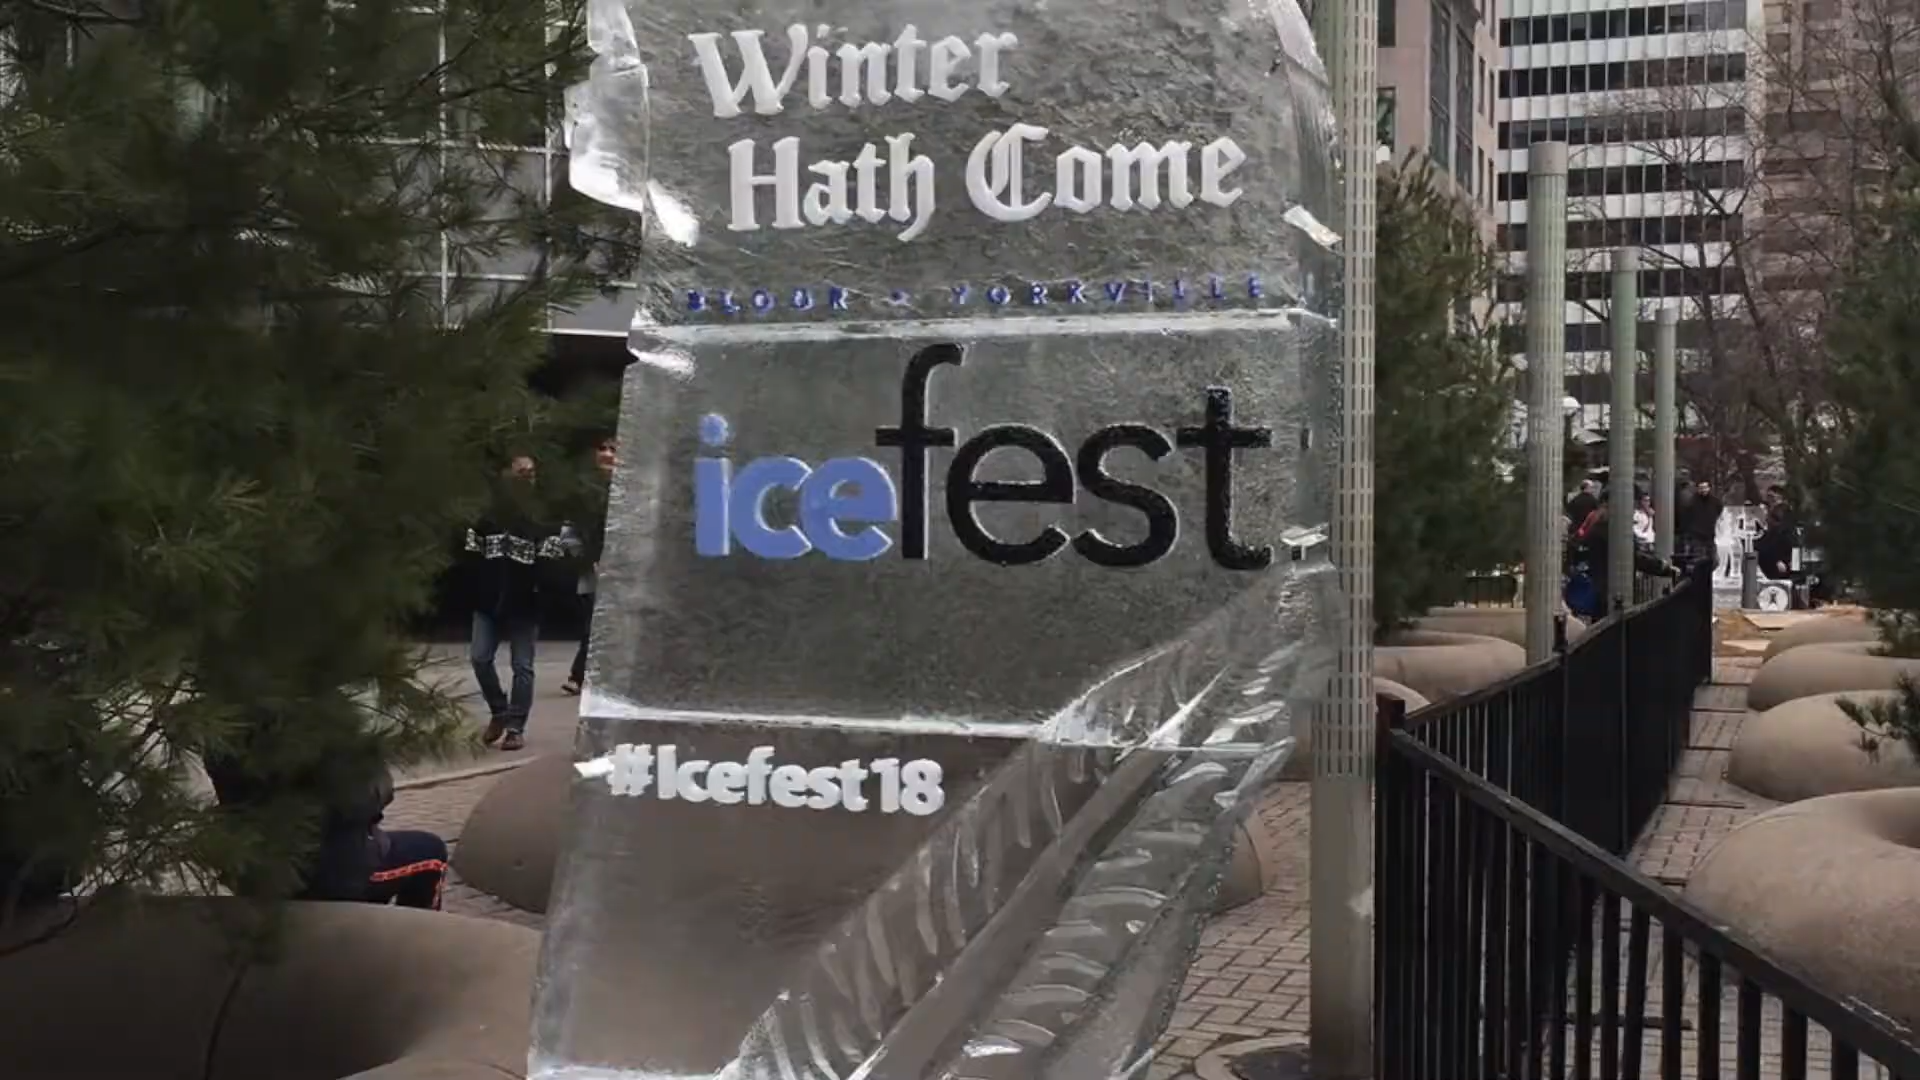 Winter
Hath Come
BLOOR - YORKVILLE
icefest
#Icefest18